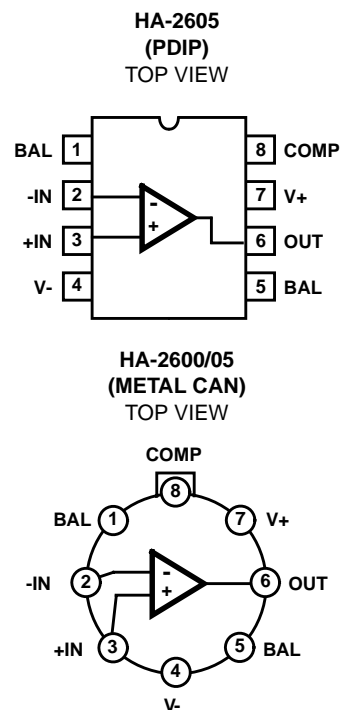 HA-2605
(PDIP)
TOP VIEW
BAL 1 8 COMP
-IN 2 - 7 V+
+IN 3 + 6 OUT
V- 4 5 BAL
HA-2600/05
(METAL CAN)
TOP VIEW
COMP
8
BAL 1 7 V+
-IN 2 - 6 OUT
+
+IN 3 5 BAL
4
V-